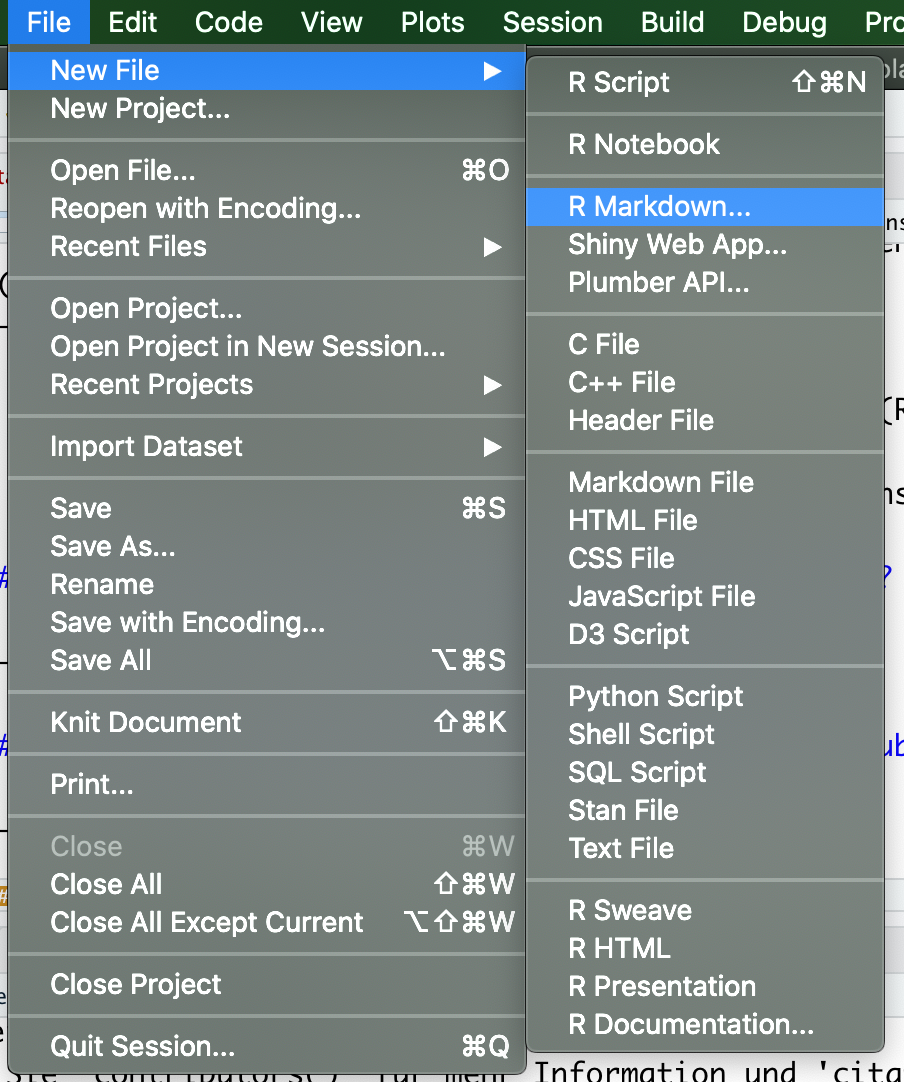 File Edit Code View Plots Session Build Debug
New File ▶
New Project...
Open File... ⌘O
Reopen with Encoding...
Recent Files ▶
Open Project...
Open Project in New Session...
Recent Projects ▶
Import Dataset ▶
Save ⌘S
Save As...
Rename
Save with Encoding...
Save All ⌥⌘S
Knit Document ⇧⌘K
Print...
Close ⌘W
Close All ⇧⌘W
Close All Except Current ⌥⇧⌘W
Close Project
Quit Session... ⌘Q
R Script ⇧⌘N
R Notebook
R Markdown...
Shiny Web App...
Plumber API...
C File
C++ File
Header File
Markdown File
HTML File
CSS File
JavaScript File
D3 Script
Python Script
Shell Script
SQL Script
Stan File
Text File
R Sweave
R HTML
R Presentation
R Documentation...
'contributors()' für mehr Information und 'cita